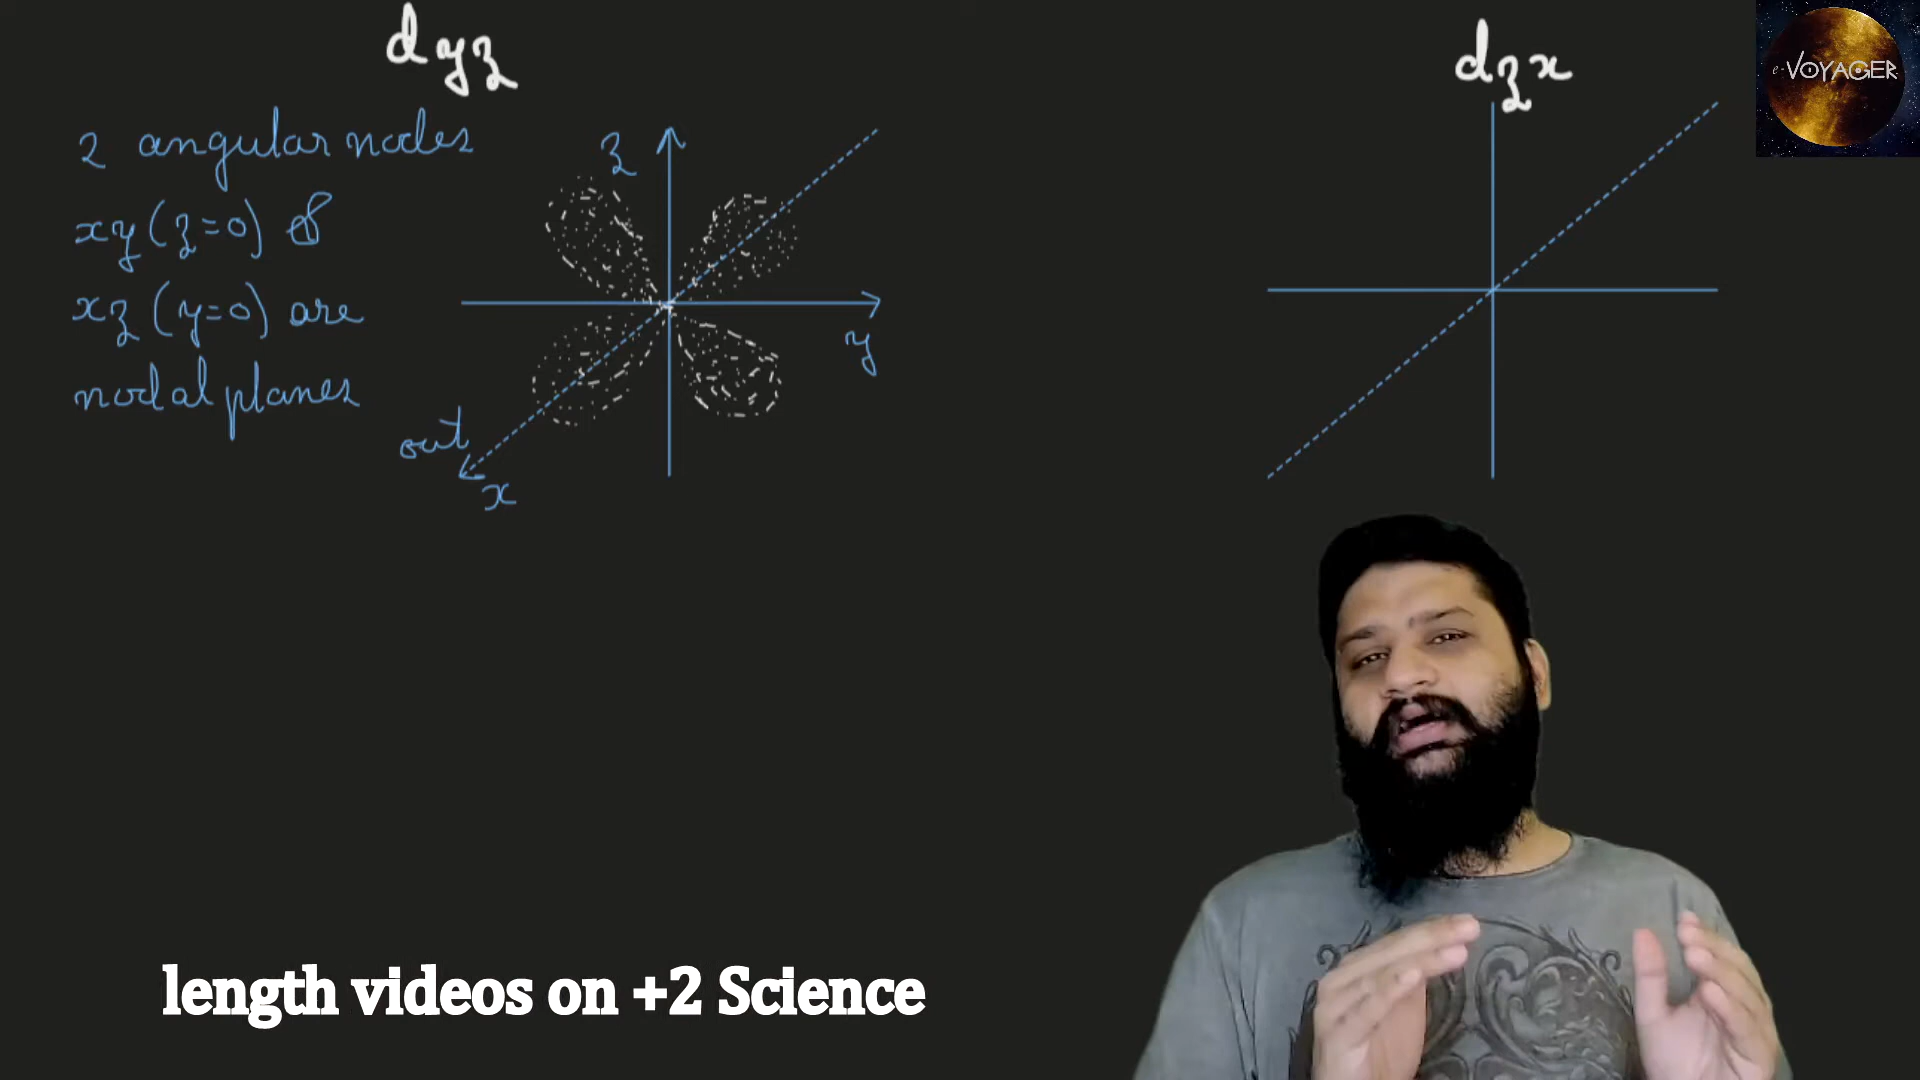 dyz
dzx
e-VOYAGER
2 angular nodes
xy (z=0) &
xz (y=0) are
nodal planes
z
y
out
x
length videos on +2 Science